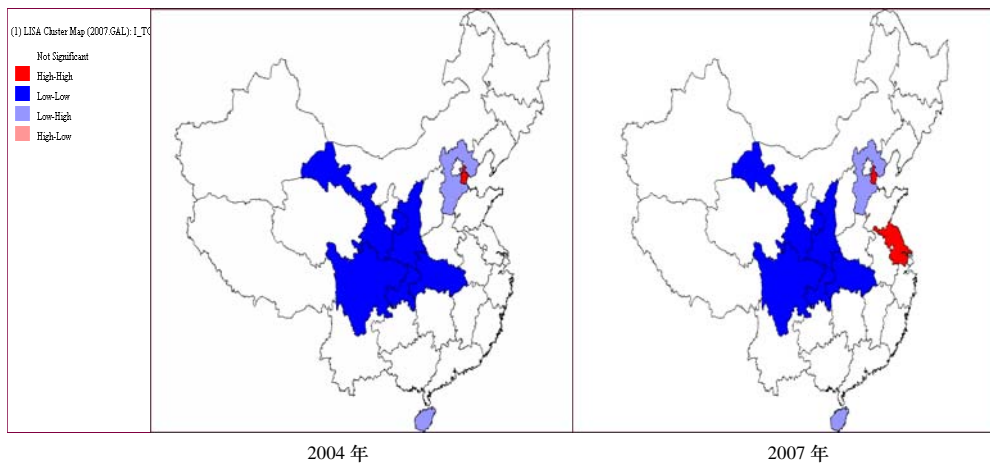 (1) LISA Cluster Map (2007.GAL): I_TC
Not Significant
High-High
Low-Low
Low-High
High-Low
2004 年
2007 年